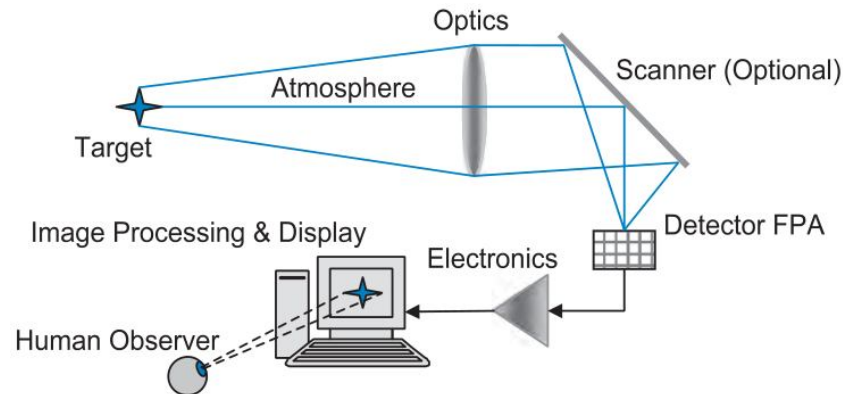 Optics
Scanner (Optional)
Atmosphere
Target
Detector FPA
Image Processing & Display
Electronics
Human Observer